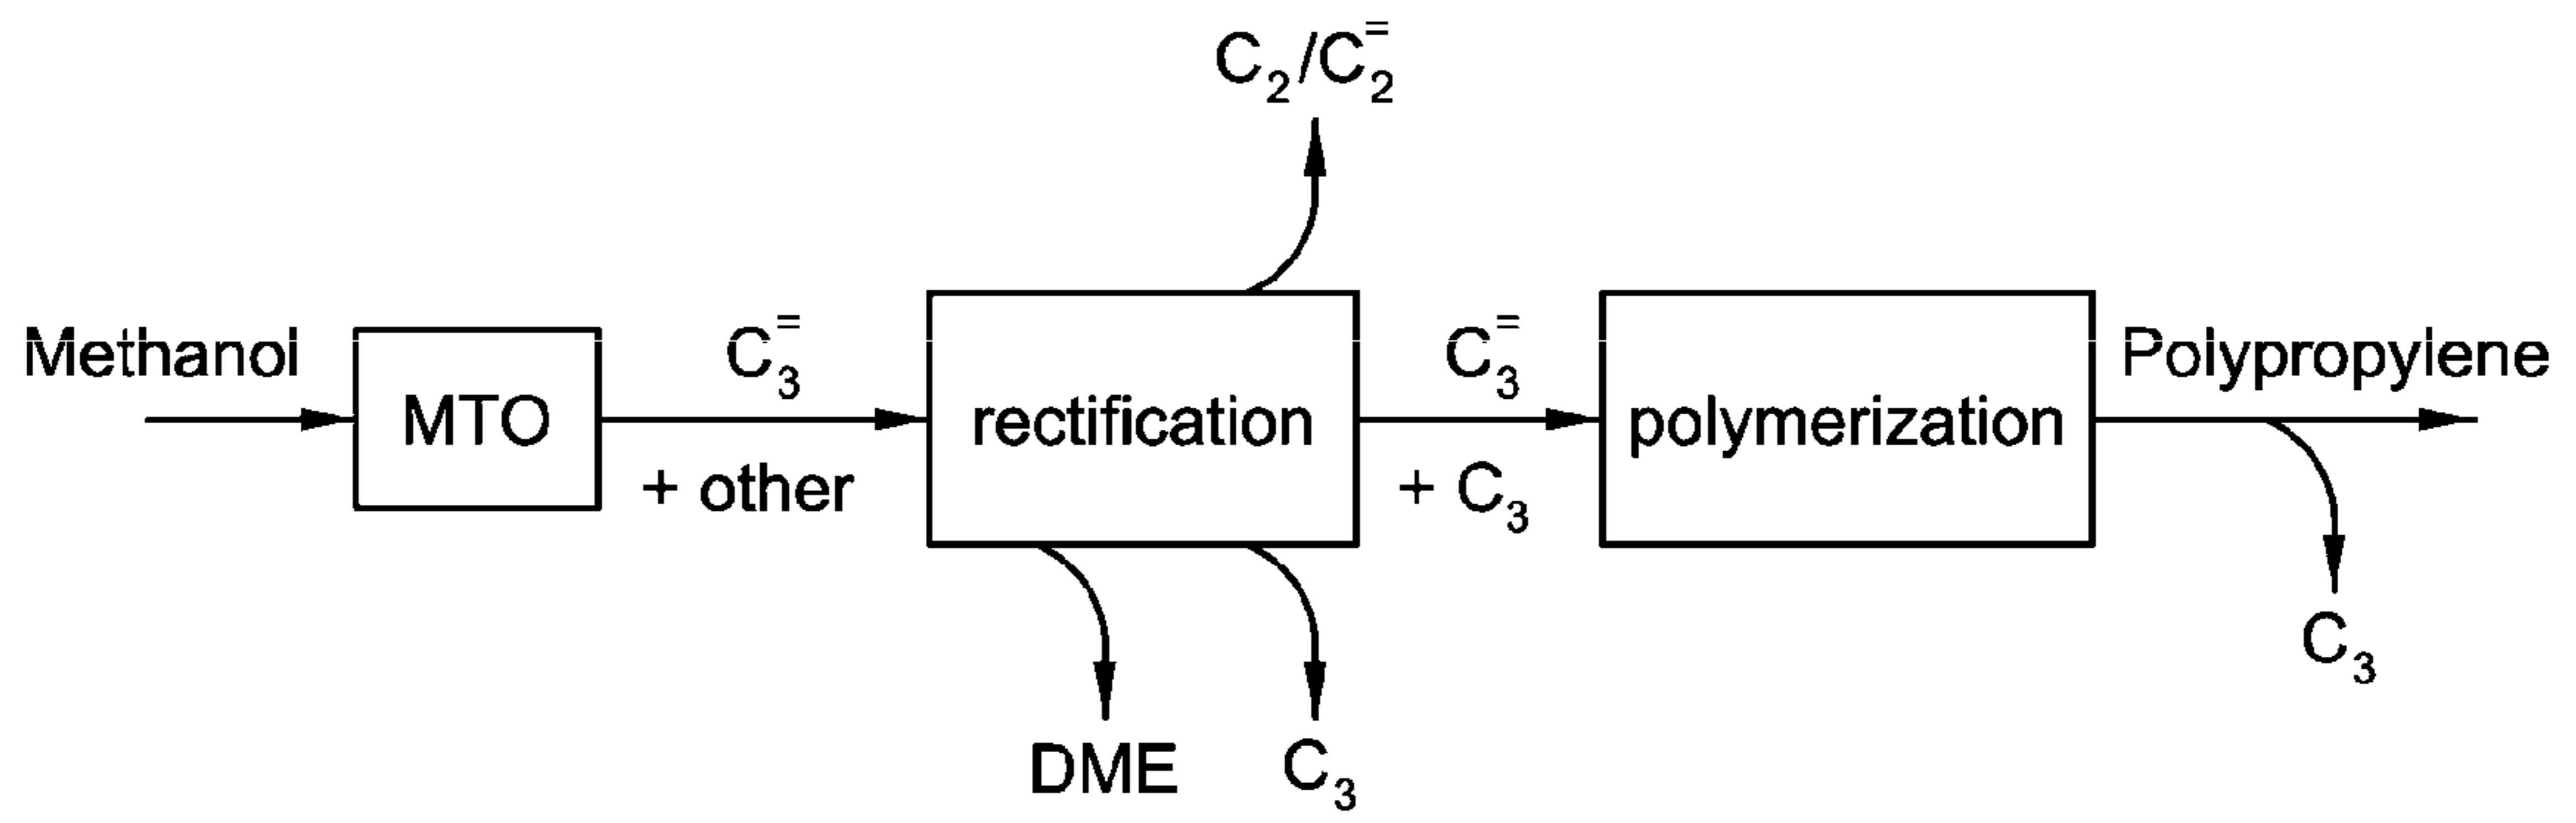 C₂/C₂⁼
Methanol
MTO
C₃⁼
+ other
rectification
C₃⁼
+ C₃
polymerization
Polypropylene
C₃
DME
C₃